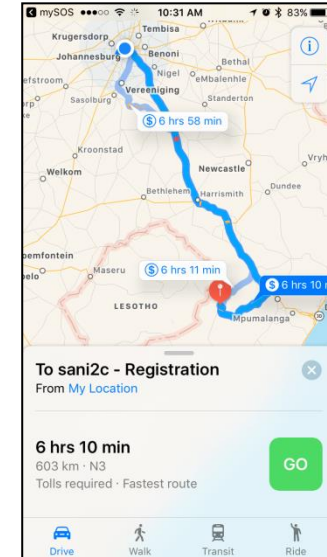 mySOS 10:31 AM 83%
Krugersdorp Tembisa
Johannesburg Benoni
Nigel Bethal
efstroom eMbalenhle
Vereeniging
Sasolburg Standerton
$ 6 hrs 58 min
Kroonstad
Newcastle Vryh
Welkom
Dundee
Bethlehem Harrismith
oemfontein
elo Maseru $ 6 hrs 11 min
$ 6 hrs 10 m
LESOTHO
Mpumalanga
To sani2c - Registration
From My Location
6 hrs 10 min
603 km · N3
Tolls required · Fastest route
GO
Drive Walk Transit Ride